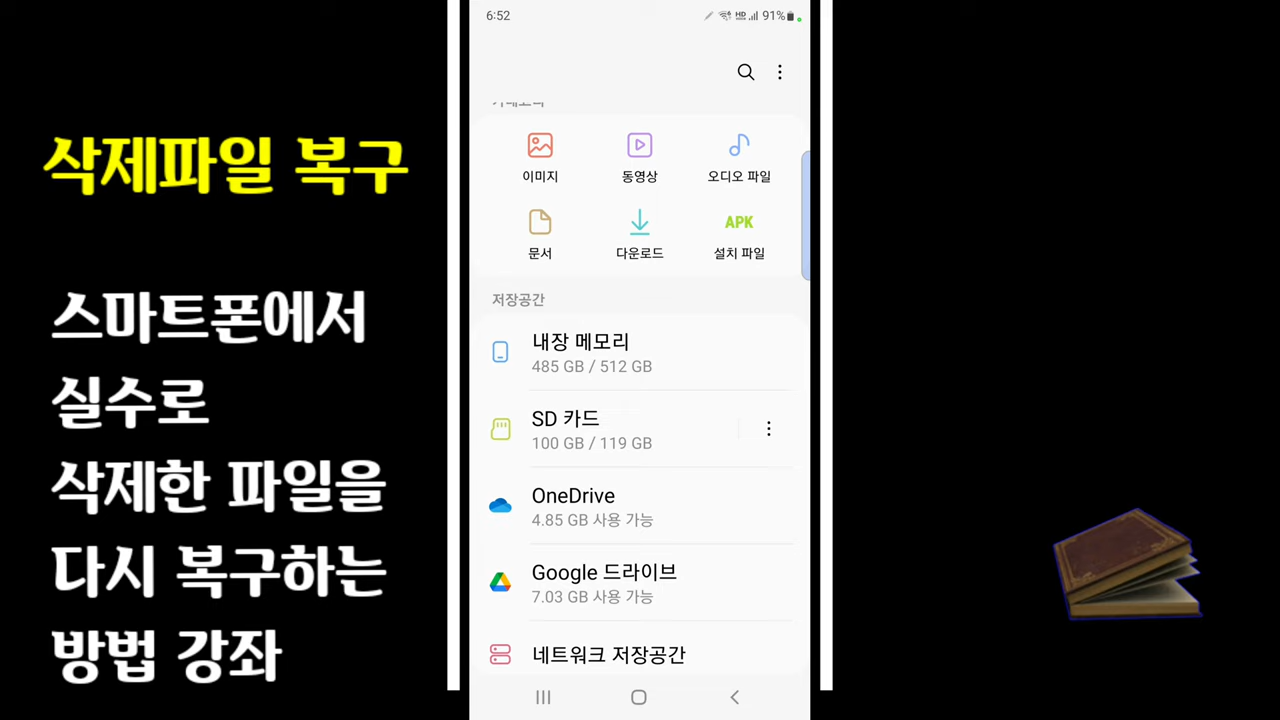 삭제파일 복구
스마트폰에서
실수로
삭제한 파일을
다시 복구하는
방법 강좌
6:52
91%
이미지
동영상
오디오 파일
문서
다운로드
APK
설치 파일
저장공간
내장 메모리
485 GB / 512 GB
SD 카드
100 GB / 119 GB
OneDrive
4.85 GB 사용 가능
Google 드라이브
7.03 GB 사용 가능
네트워크 저장공간